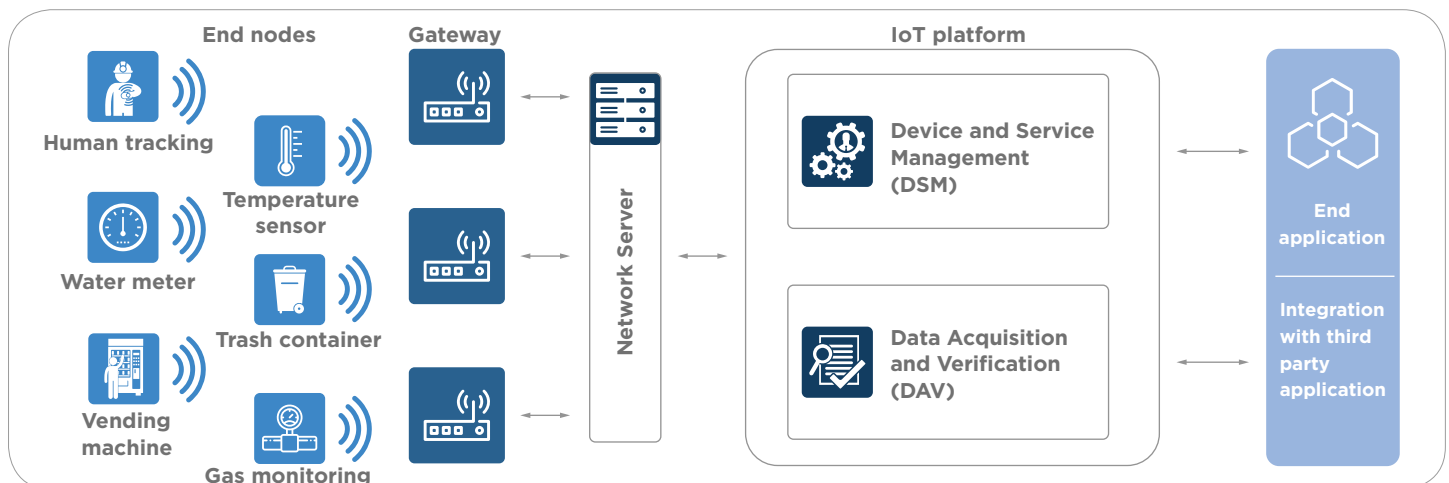 End nodes
Gateway
IoT platform
Human tracking
Temperature
sensor
Water meter
Trash container
Vending
machine
Gas monitoring
Network Server
Device and Service
Management
(DSM)
Data Acquisition
and Verification
(DAV)
End
application
Integration
with third
party
application